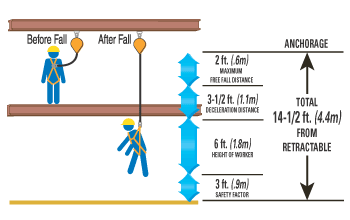 Before Fall
After Fall
ANCHORAGE
2 ft. (.6m)
MAXIMUM
FREE FALL DISTANCE
3-1/2 ft. (1.1m)
DECELERATION DISTANCE
6 ft. (1.8m)
HEIGHT OF WORKER
3 ft. (.9m)
SAFETY FACTOR
TOTAL
14-1/2 ft. (4.4m)
FROM
RETRACTABLE